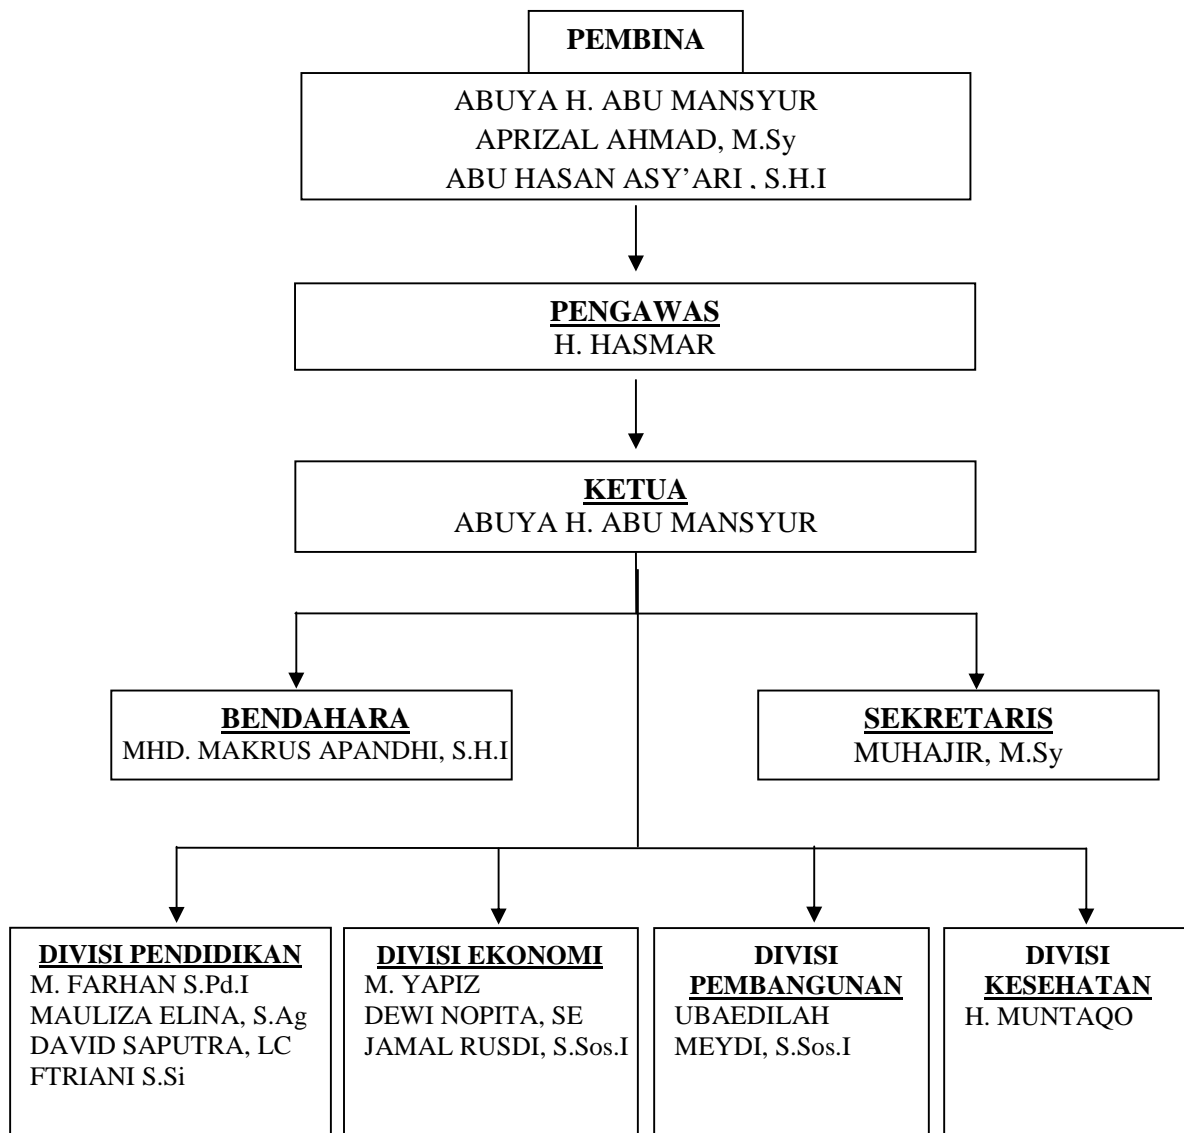 PEMBINA
ABUYA H. ABU MANSYUR
APRIZAL AHMAD, M.Sy
ABU HASAN ASY’ARI , S.H.I
PENGAWAS
H. HASMAR
KETUA
ABUYA H. ABU MANSYUR
BENDAHARA
MHD. MAKRUS APANDHI, S.H.I
SEKRETARIS
MUHAJIR, M.Sy
DIVISI PENDIDIKAN
M. FARHAN S.Pd.I
MAULIZA ELINA, S.Ag
DAVID SAPUTRA, LC
FTRIANI S.Si
DIVISI EKONOMI
M. YAPIZ
DEWI NOPITA, SE
JAMAL RUSDI, S.Sos.I
DIVISI
PEMBANGUNAN
UBAEDILAH
MEYDI, S.Sos.I
DIVISI
KESEHATAN
H. MUNTAQO